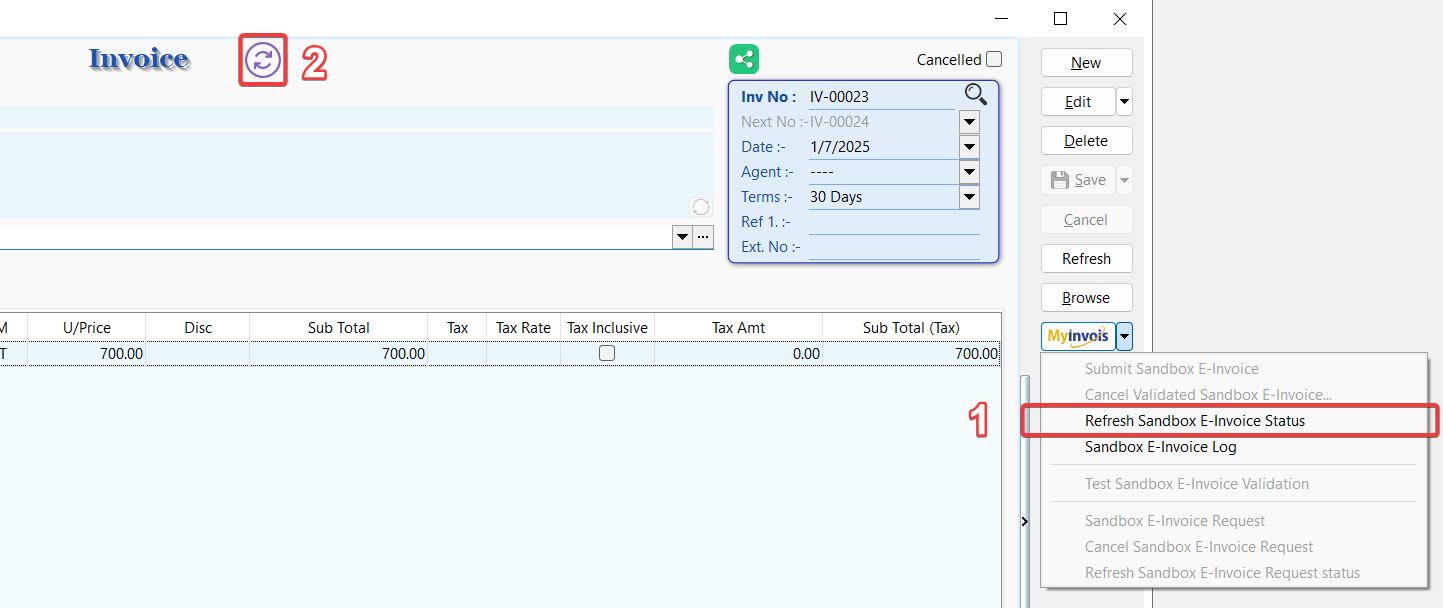 Invoice
2
Cancelled
Inv No : IV-00023
Next No :- IV-00024
Date :- 1/7/2025
Agent :- ----
Terms :- 30 Days
Ref 1. :-
Ext. No :-
New
Edit
Delete
Save
Cancel
Refresh
Browse
Myinvois
...
M U/Price Disc Sub Total Tax Tax Rate Tax Inclusive Tax Amt Sub Total (Tax)
T 700.00 700.00 0.00 700.00
1
Submit Sandbox E-Invoice
Cancel Validated Sandbox E-Invoice...
Refresh Sandbox E-Invoice Status
Sandbox E-Invoice Log
Test Sandbox E-Invoice Validation
Sandbox E-Invoice Request
Cancel Sandbox E-Invoice Request
Refresh Sandbox E-Invoice Request status